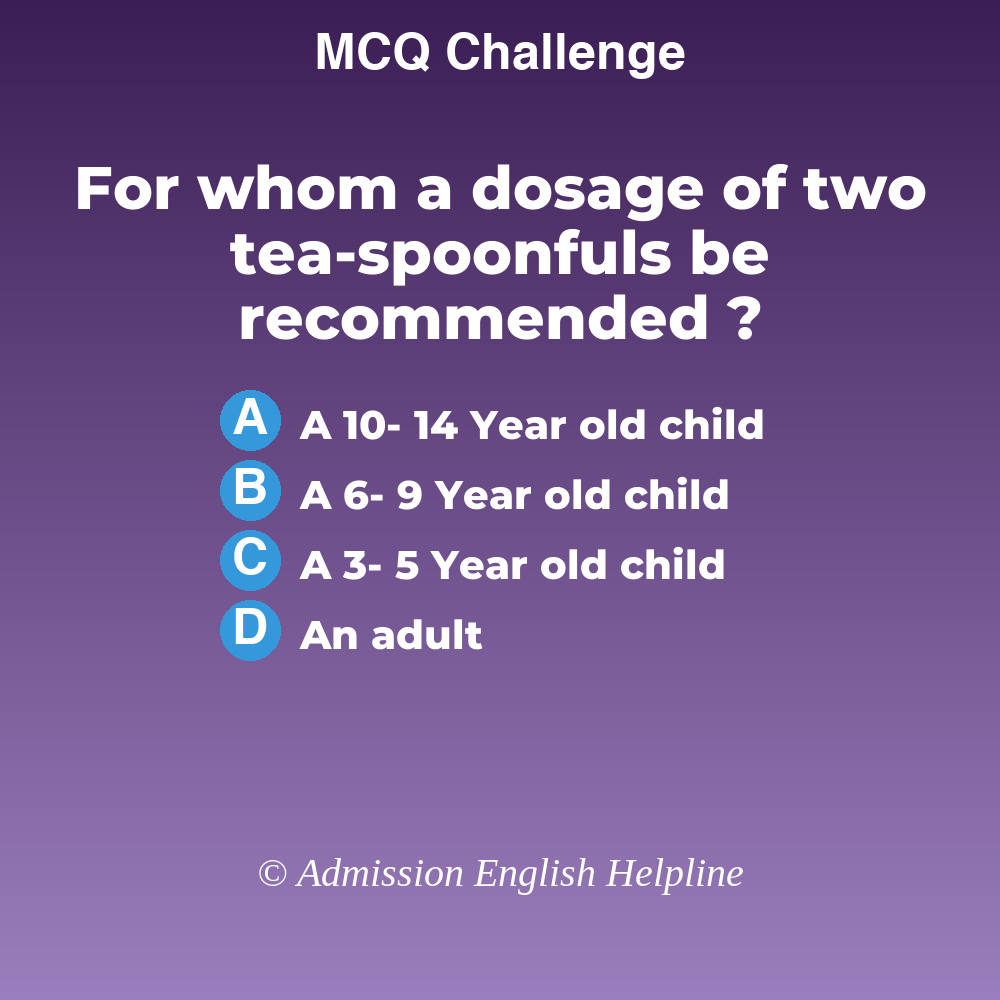 MCQ Challenge
For whom a dosage of two
tea-spoonfuls be
recommended ?
A A 10- 14 Year old child
B A 6- 9 Year old child
C A 3- 5 Year old child
D An adult
© Admission English Helpline